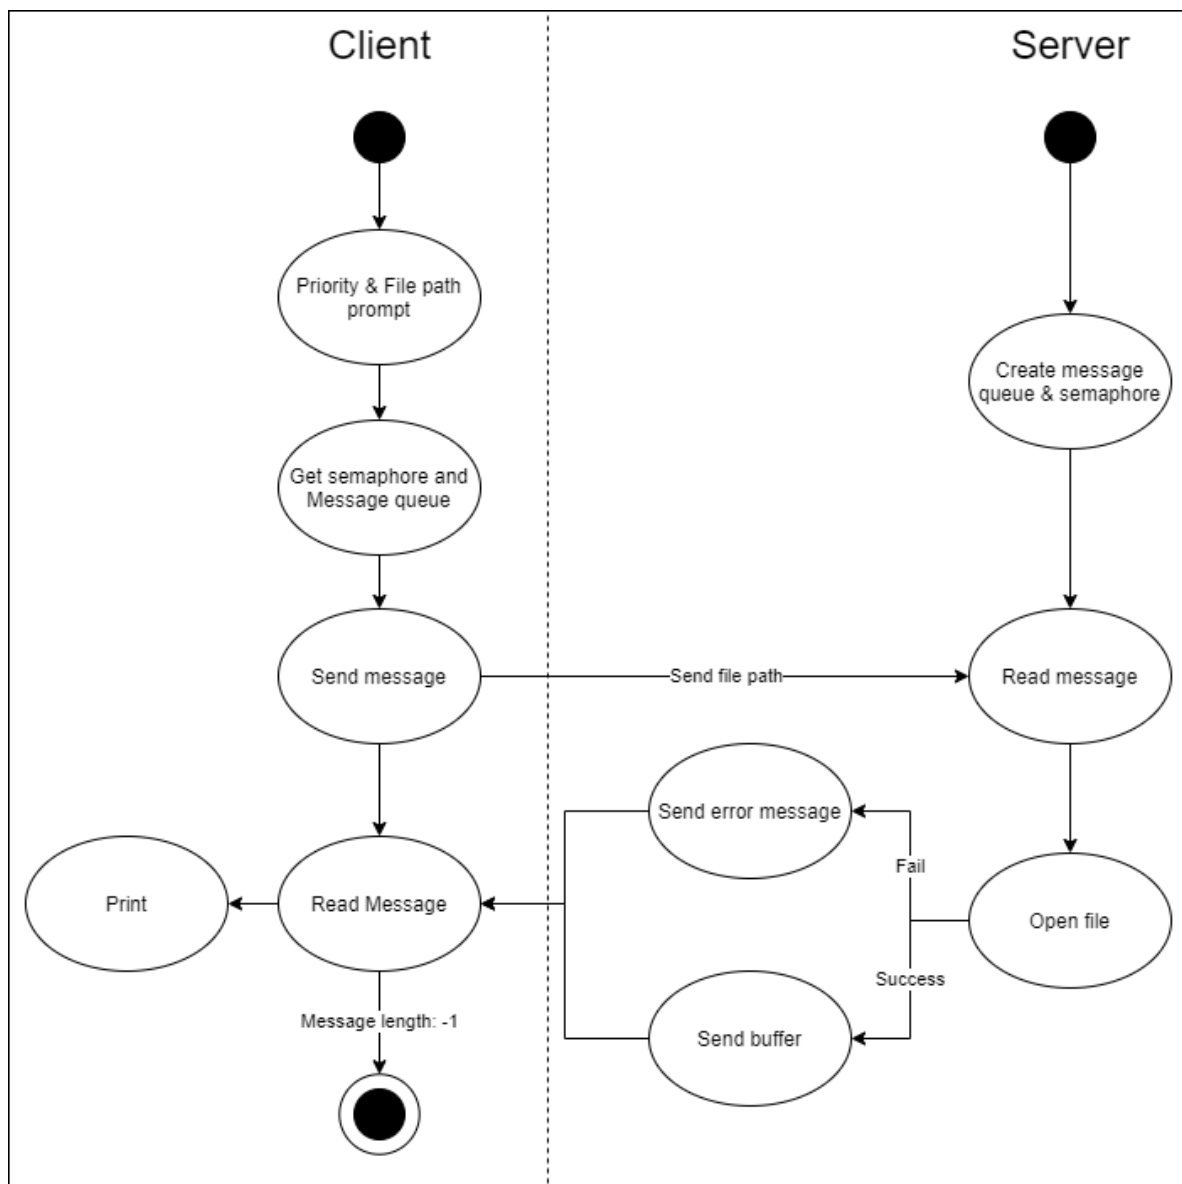 Client
Server
Priority & File path
prompt
Create message
queue & semaphore
Get semaphore and
Message queue
Send message
Send file path
Read message
Send error message
Fail
Print
Read Message
Open file
Success
Message length: -1
Send buffer